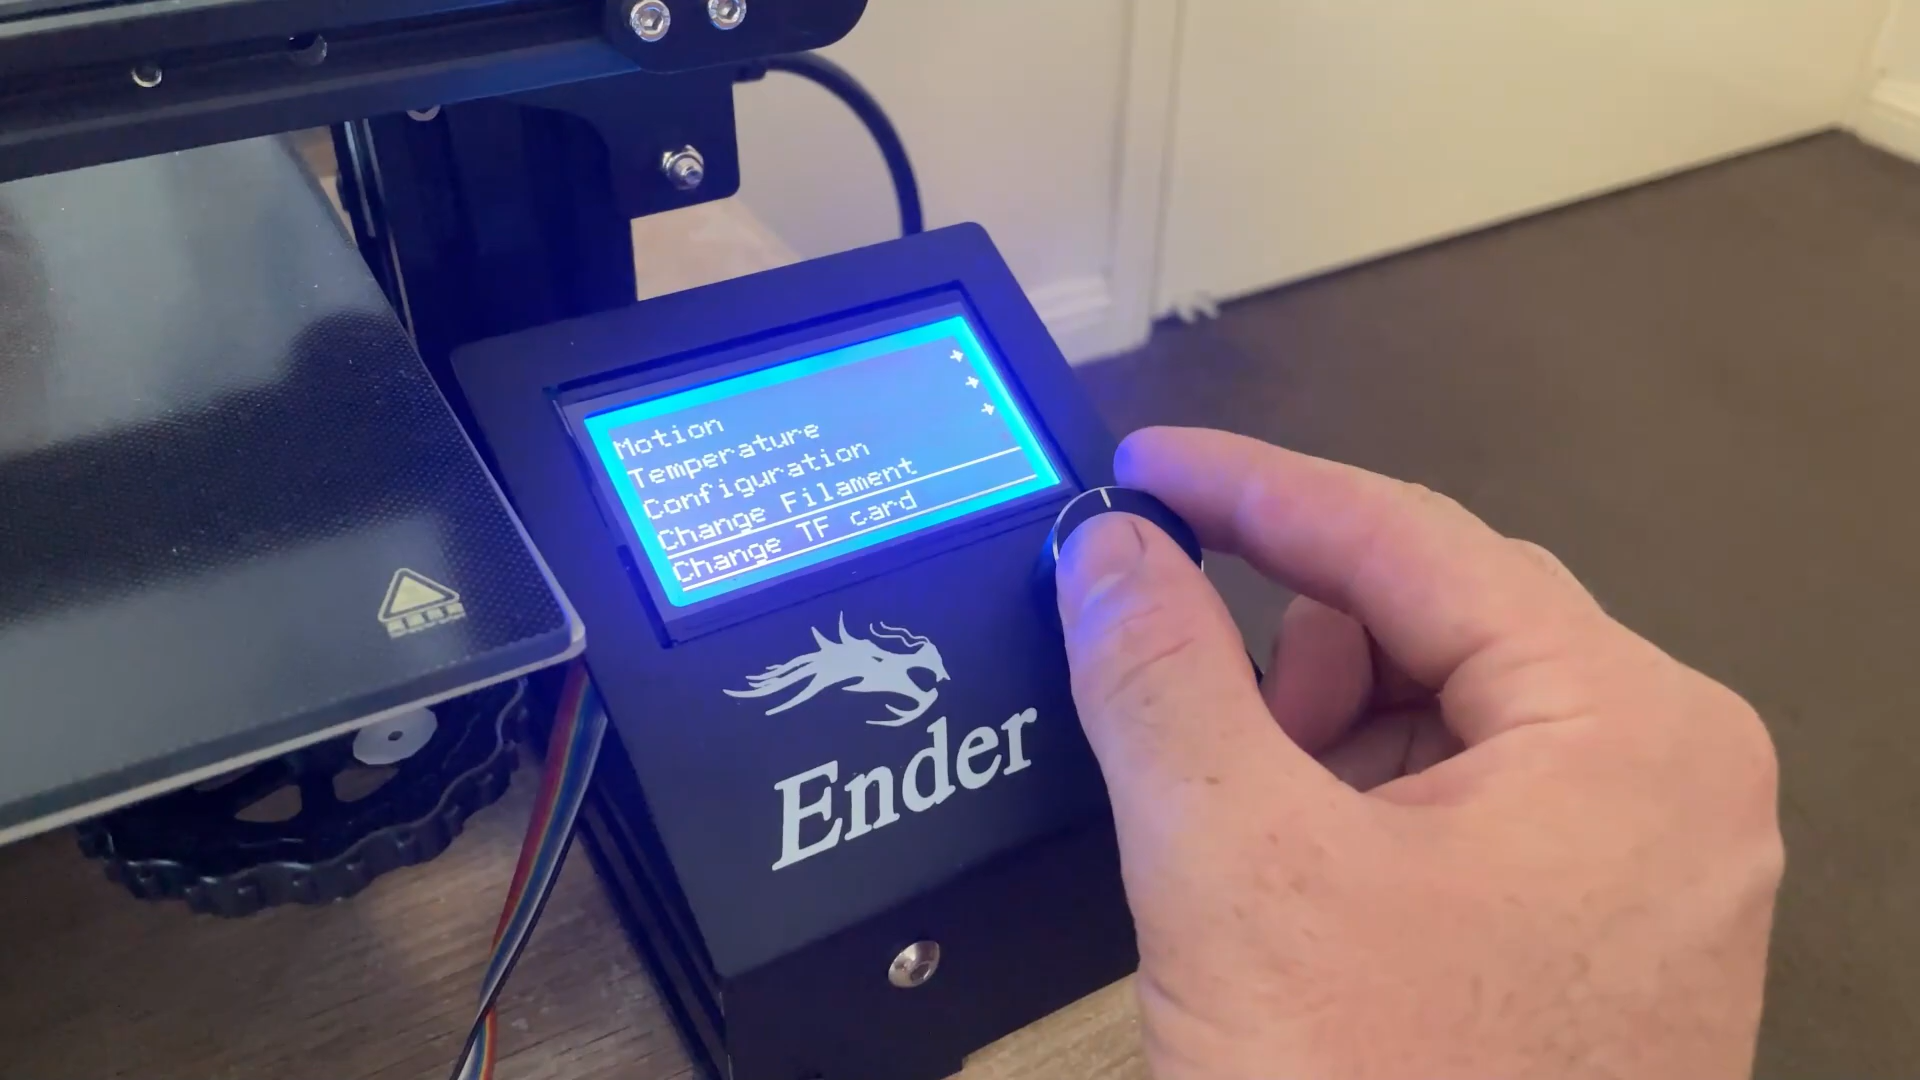 Motion
Temperature
Configuration
Change Filament
Change TF card
Ender